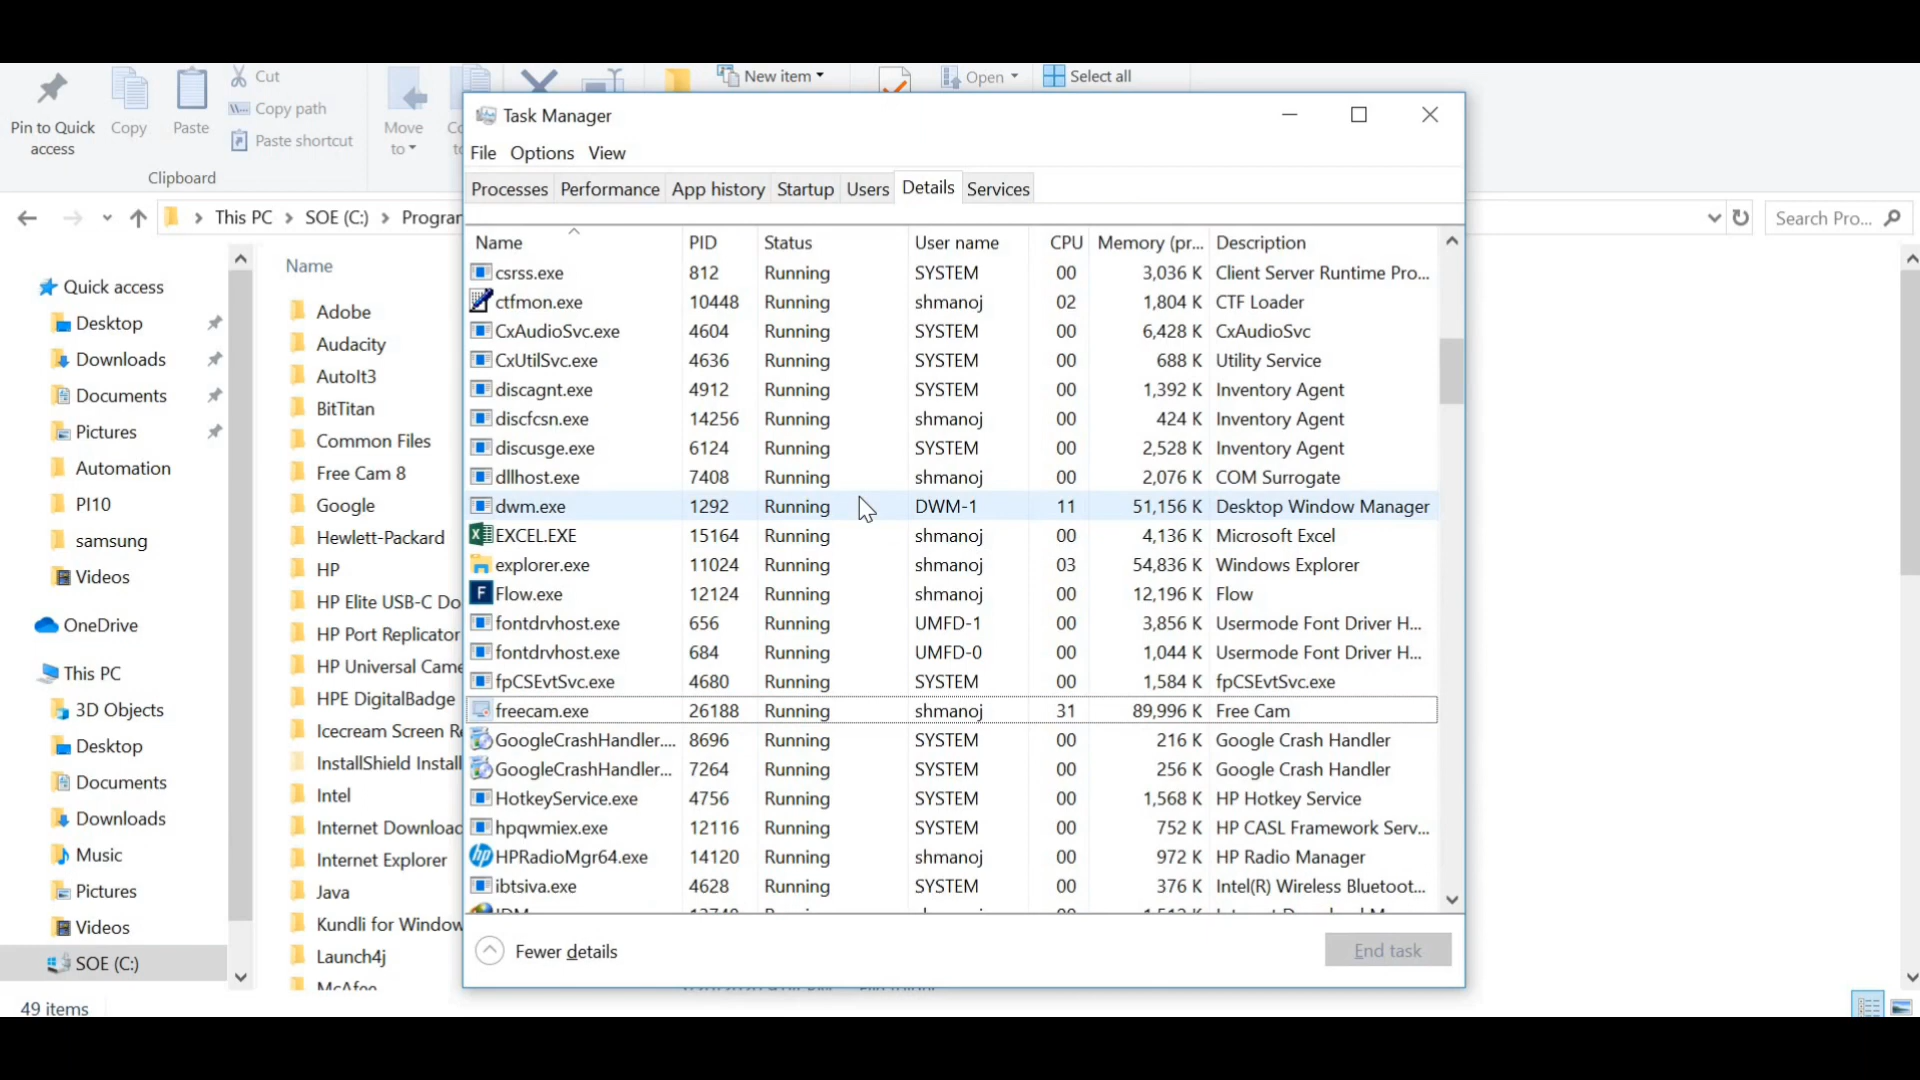 Pin to Quick access
Copy
Paste
Cut
Copy path
Paste shortcut
Move to
New item
Open
Select all
Clipboard
This PC > SOE (C:) > Program
Search Pro...
Quick access
Desktop
Downloads
Documents
Pictures
Automation
PI10
samsung
Videos
OneDrive
This PC
3D Objects
Desktop
Documents
Downloads
Music
Pictures
Videos
SOE (C:)
49 items
Name
Adobe
Audacity
AutoIt3
BitTitan
Common Files
Free Cam 8
Google
Hewlett-Packard
HP
HP Elite USB-C Do
HP Port Replicator
HP Universal Came
HPE DigitalBadge
Icecream Screen Re
InstallShield Install
Intel
Internet Downloa
Internet Explorer
Java
Kundli for Window
Launch4j
McAfee
Task Manager
File Options View
Processes Performance App history Startup Users Details Services
Name PID Status User name CPU Memory (pr... Description
csrss.exe 812 Running SYSTEM 00 3,036 K Client Server Runtime Pro...
ctfmon.exe 10448 Running shmanoj 02 1,804 K CTF Loader
CxAudioSvc.exe 4604 Running SYSTEM 00 6,428 K CxAudioSvc
CxUtilSvc.exe 4636 Running SYSTEM 00 688 K Utility Service
discagnt.exe 4912 Running SYSTEM 00 1,392 K Inventory Agent
discfcsn.exe 14256 Running shmanoj 00 424 K Inventory Agent
discusge.exe 6124 Running SYSTEM 00 2,528 K Inventory Agent
dllhost.exe 7408 Running shmanoj 00 2,076 K COM Surrogate
dwm.exe 1292 Running DWM-1 11 51,156 K Desktop Window Manager
EXCEL.EXE 15164 Running shmanoj 00 4,136 K Microsoft Excel
explorer.exe 11024 Running shmanoj 03 54,836 K Windows Explorer
Flow.exe 12124 Running shmanoj 00 12,196 K Flow
fontdrvhost.exe 656 Running UMFD-1 00 3,856 K Usermode Font Driver H...
fontdrvhost.exe 684 Running UMFD-0 00 1,044 K Usermode Font Driver H...
fpCSEvtSvc.exe 4680 Running SYSTEM 00 1,584 K fpCSEvtSvc.exe
freecam.exe 26188 Running shmanoj 31 89,996 K Free Cam
GoogleCrashHandler.... 8696 Running SYSTEM 00 216 K Google Crash Handler
GoogleCrashHandler... 7264 Running SYSTEM 00 256 K Google Crash Handler
HotkeyService.exe 4756 Running SYSTEM 00 1,568 K HP Hotkey Service
hpqwmiex.exe 12116 Running SYSTEM 00 752 K HP CASL Framework Serv...
HPRadioMgr64.exe 14120 Running shmanoj 00 972 K HP Radio Manager
ibtsiva.exe 4628 Running SYSTEM 00 376 K Intel(R) Wireless Bluetoot...
Fewer details
End task